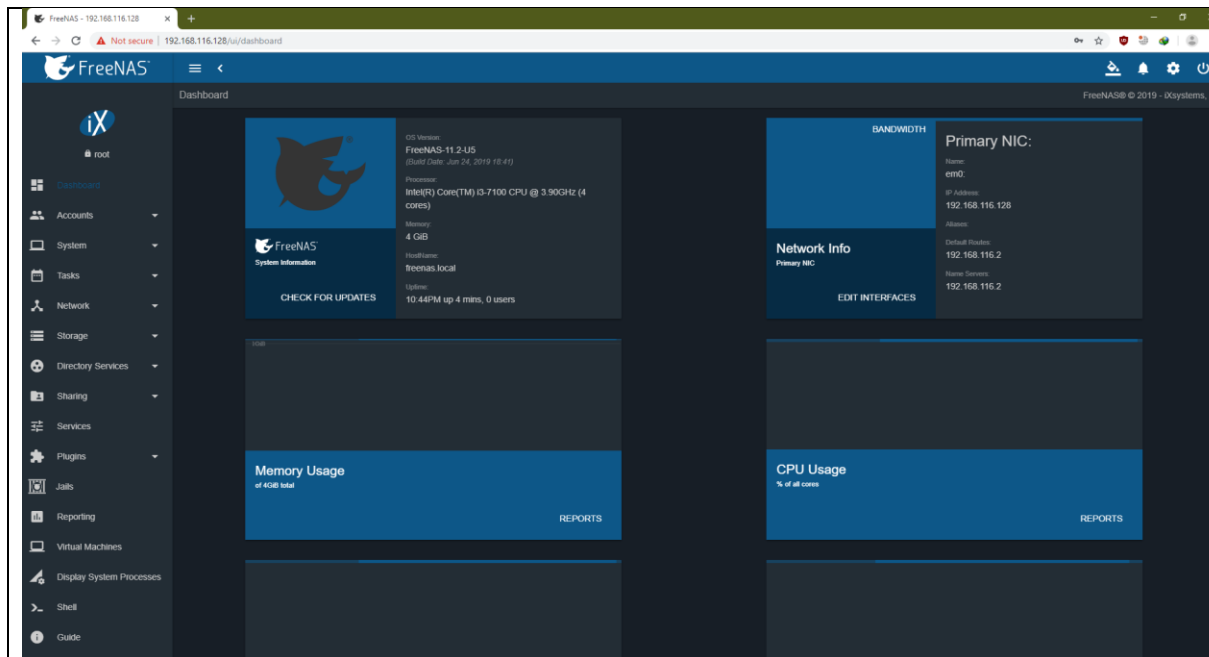 FreeNAS - 192.168.116.128
Not secure | 192.168.116.128/ui/dashboard
FreeNAS
Dashboard
FreeNAS® © 2019 - iXsystems,
iX
root
Dashboard
Accounts
System
Tasks
Network
Storage
Directory Services
Sharing
Services
Plugins
Jails
Reporting
Virtual Machines
Display System Processes
Shell
Guide
FreeNAS
System Information
CHECK FOR UPDATES
OS Version:
FreeNAS-11.2-U5
(Build Date: Jun 24, 2019 18:41)
Processor:
Intel(R) Core(TM) i3-7100 CPU @ 3.90GHz (4
cores)
Memory:
4 GiB
HostName:
freenas.local
Uptime:
10:44PM up 4 mins, 0 users
BANDWIDTH
Network Info
Primary NIC
EDIT INTERFACES
Primary NIC:
Name:
em0:
IP Address:
192.168.116.128
Aliases:
Default Routes:
192.168.116.2
Name Servers:
192.168.116.2
Memory Usage
of 4GiB total
REPORTS
CPU Usage
% of all cores
REPORTS